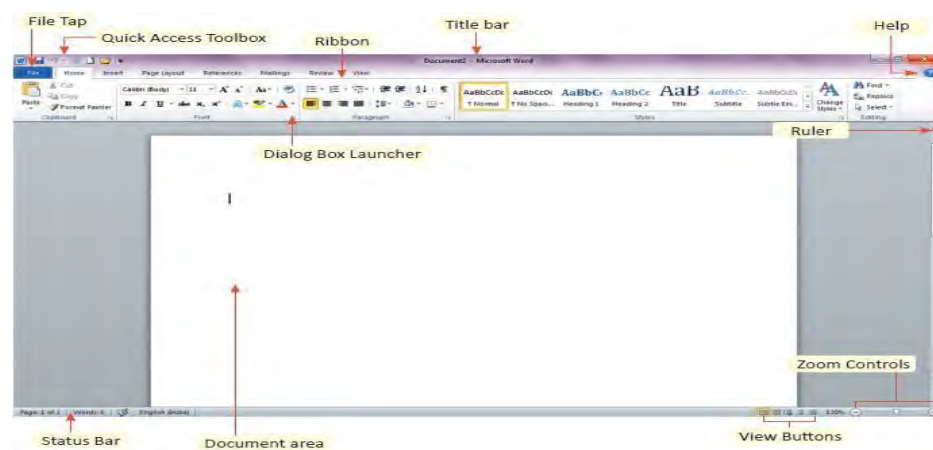 File Tap
Title bar
Help
Quick Access Toolbox
Ribbon
Document2 - Microsoft Word
File Home Insert Page Layout References Mailings Review View
Paste
Cut
Copy
Format Painter
Clipboard
Calibri (Body) 11
Font
Paragraph
AaBbCcDc AaBbCcDc AaBbCc AaBbCc AaB AaBbCc. AaBbCcDc
¶ Normal ¶ No Spaci... Heading 1 Heading 2 Title Subtitle Subtle Em...
Change Styles
Styles
Find
Replace
Select
Editing
Ruler
Dialog Box Launcher
Zoom Controls
Page: 1 of 1 Words: 0 English (India)
Status Bar
Document area
View Buttons